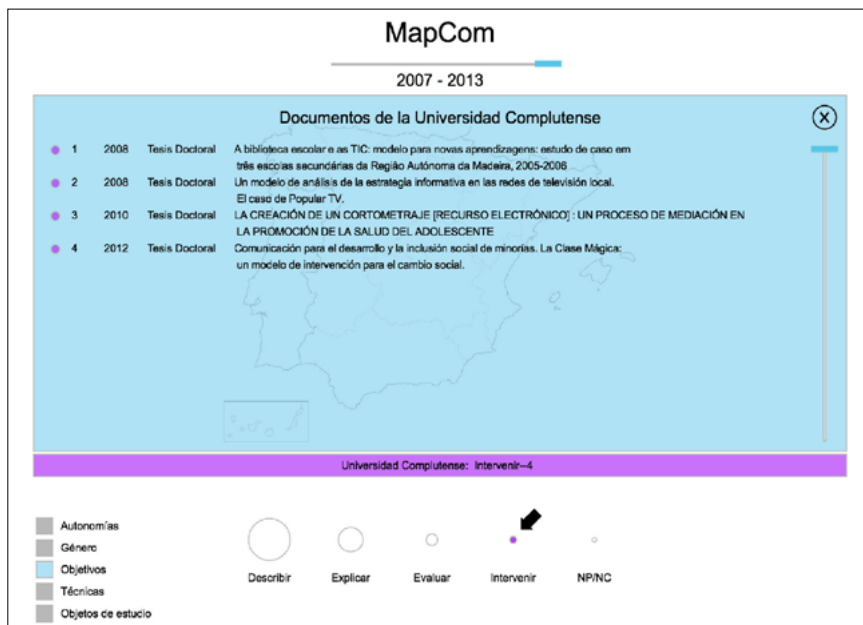 MapCom
2007 - 2013
Documentos de la Universidad Complutense
X
1 2008 Tesis Doctoral A biblioteca escolar e as TIC: modelo para novas aprendizagens: estudo de caso em
três escolas secundárias da Região Autónoma da Madeira, 2005-2006
2 2008 Tesis Doctoral Un modelo de análisis de la estrategia informativa en las redes de televisión local.
El caso de Popular TV.
3 2010 Tesis Doctoral LA CREACIÓN DE UN CORTOMETRAJE [RECURSO ELECTRÓNICO] : UN PROCESO DE MEDIACIÓN EN
LA PROMOCIÓN DE LA SALUD DEL ADOLESCENTE
4 2012 Tesis Doctoral Comunicación para el desarrollo y la inclusión social de minorías. La Clase Mágica:
un modelo de intervención para el cambio social.
Universidad Complutense: Intervenir--4
Autonomías
Género
Objetivos
Técnicas
Objetos de estudio
Describir Explicar Evaluar Intervenir NP/NC